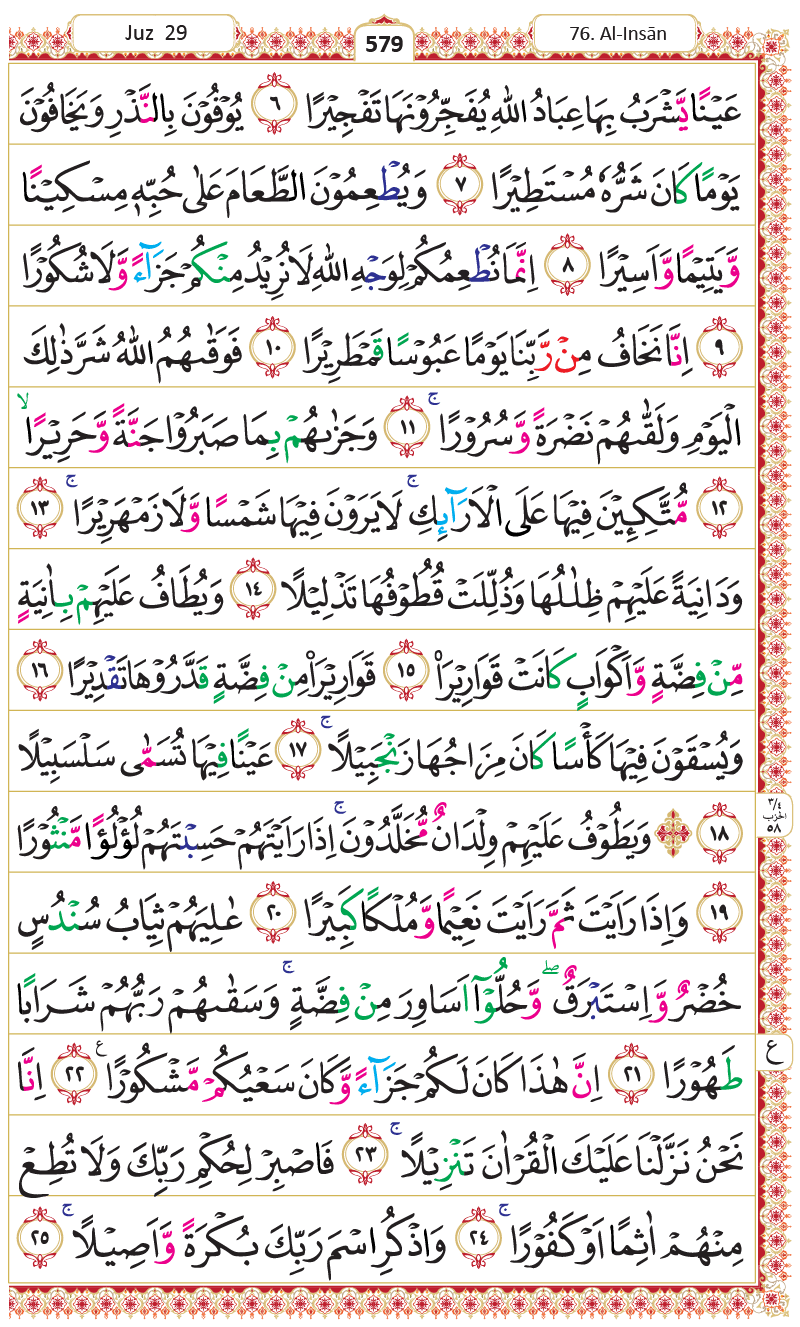 Juz 29
579
76. Al-Insān
عَيْنًا يَّشْرَبُ بِهَا عِبَادُ اللّٰهِ يُفَجِّرُوْنَهَا تَفْجِيْرًا ٦ يُوْفُوْنَ بِالنَّذْرِ وَيَخَافُوْنَ
يَوْمًا كَانَ شَرُّهٗ مُسْتَطِيْرًا ٧ وَيُطْعِمُوْنَ الطَّعَامَ عَلٰى حُبِّهٖ مِسْكِيْنًا
وَّيَتِيْمًا وَّاَسِيْرًا ٨ اِنَّمَا نُطْعِمُكُمْ لِوَجْهِ اللّٰهِ لَا نُرِيْدُ مِنْكُمْ جَزَآءً وَّلَا شُكُوْرًا
٩ اِنَّا نَخَافُ مِنْ رَّبِّنَا يَوْمًا عَبُوْسًا قَمْطَرِيْرًا ١٠ فَوَقٰىهُمُ اللّٰهُ شَرَّ ذٰلِكَ
الْيَوْمِ وَلَقّٰىهُمْ نَضْرَةً وَّسُرُوْرًا ۚ ١١ وَجَزٰىهُمْ بِمَا صَبَرُوْا جَنَّةً وَّحَرِيْرًا ۙ
١٢ مُّتَّكِـِٕيْنَ فِيْهَا عَلَى الْاَرَآئِكِ ۚ لَا يَرَوْنَ فِيْهَا شَمْسًا وَّلَا زَمْهَرِيْرًا ۚ ١٣
وَدَانِيَةً عَلَيْهِمْ ظِلٰلُهَا وَذُلِّلَتْ قُطُوْفُهَا تَذْلِيْلًا ١٤ وَيُطَافُ عَلَيْهِمْ بِاٰنِيَةٍ
مِّنْ فِضَّةٍ وَّاَكْوَابٍ كَانَتْ قَوَارِيْرَا۠ ١٥ قَوَارِيْرَا۟ مِنْ فِضَّةٍ قَدَّرُوْهَا تَقْدِيْرًا ١٦
وَيُسْقَوْنَ فِيْهَا كَأْسًا كَانَ مِزَاجُهَا زَنْجَبِيْلًا ۚ ١٧ عَيْنًا فِيْهَا تُسَمّٰى سَلْسَبِيْلًا
١٨ وَيَطُوْفُ عَلَيْهِمْ وِلْدَانٌ مُّخَلَّدُوْنَ ۚ اِذَا رَاَيْتَهُمْ حَسِبْتَهُمْ لُؤْلُؤًا مَّنْثُوْرًا
٣/٤ الحزب ٥٨
١٩ وَاِذَا رَاَيْتَ ثَمَّ رَاَيْتَ نَعِيْمًا وَّمُلْكًا كَبِيْرًا ٢٠ عٰلِيَهُمْ ثِيَابُ سُنْدُسٍ
خُضْرٌ وَّاِسْتَبْرَقٌ ۖ وَّحُلُّوْٓا اَسَاوِرَ مِنْ فِضَّةٍ ۚ وَسَقٰىهُمْ رَبُّهُمْ شَرَابًا
طَهُوْرًا ٢١ اِنَّ هٰذَا كَانَ لَكُمْ جَزَآءً وَّكَانَ سَعْيُكُمْ مَّشْكُوْرًا ع ٢٢ اِنَّا
ع
نَحْنُ نَزَّلْنَا عَلَيْكَ الْقُرْاٰنَ تَنْزِيْلًا ۚ ٢٣ فَاصْبِرْ لِحُكْمِ رَبِّكَ وَلَا تُطِعْ
مِنْهُمْ اٰثِمًا اَوْ كَفُوْرًا ۚ ٢٤ وَاذْكُرِ اسْمَ رَبِّكَ بُكْرَةً وَّاَصِيْلًا ۚ ٢٥